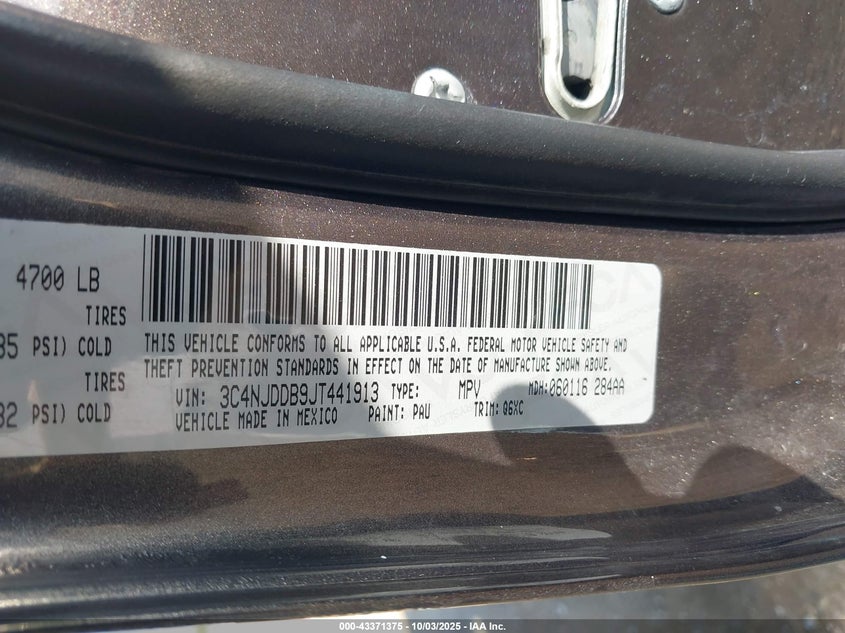 4700 LB
TIRES
35 PSI) COLD
TIRES
32 PSI) COLD
THIS VEHICLE CONFORMS TO ALL APPLICABLE U.S.A. FEDERAL MOTOR VEHICLE SAFETY AND
THEFT PREVENTION STANDARDS IN EFFECT ON THE DATE OF MANUFACTURE SHOWN ABOVE.
VIN: 3C4NJDDB9JT441913 TYPE: MPV MDH:060116 284AA
VEHICLE MADE IN MEXICO PAINT: PAU TRIM: Q6XC
000-43371375 - 10/03/2025 - IAA Inc.